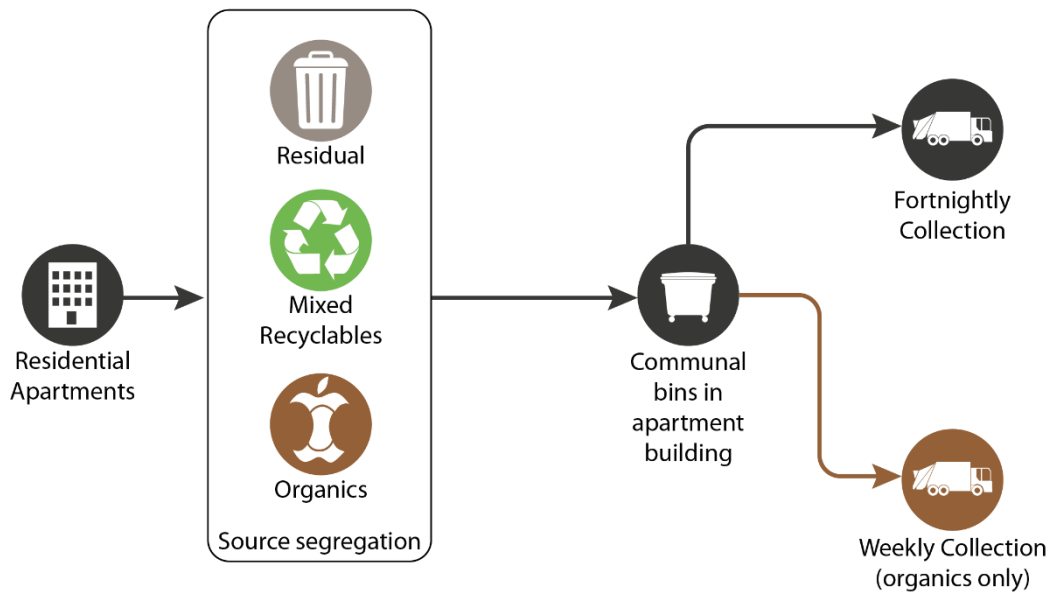 Residual
Mixed
Recyclables
Organics
Source segregation
Residential
Apartments
Communal
bins in
apartment
building
Fortnightly
Collection
Weekly Collection
(organics only)